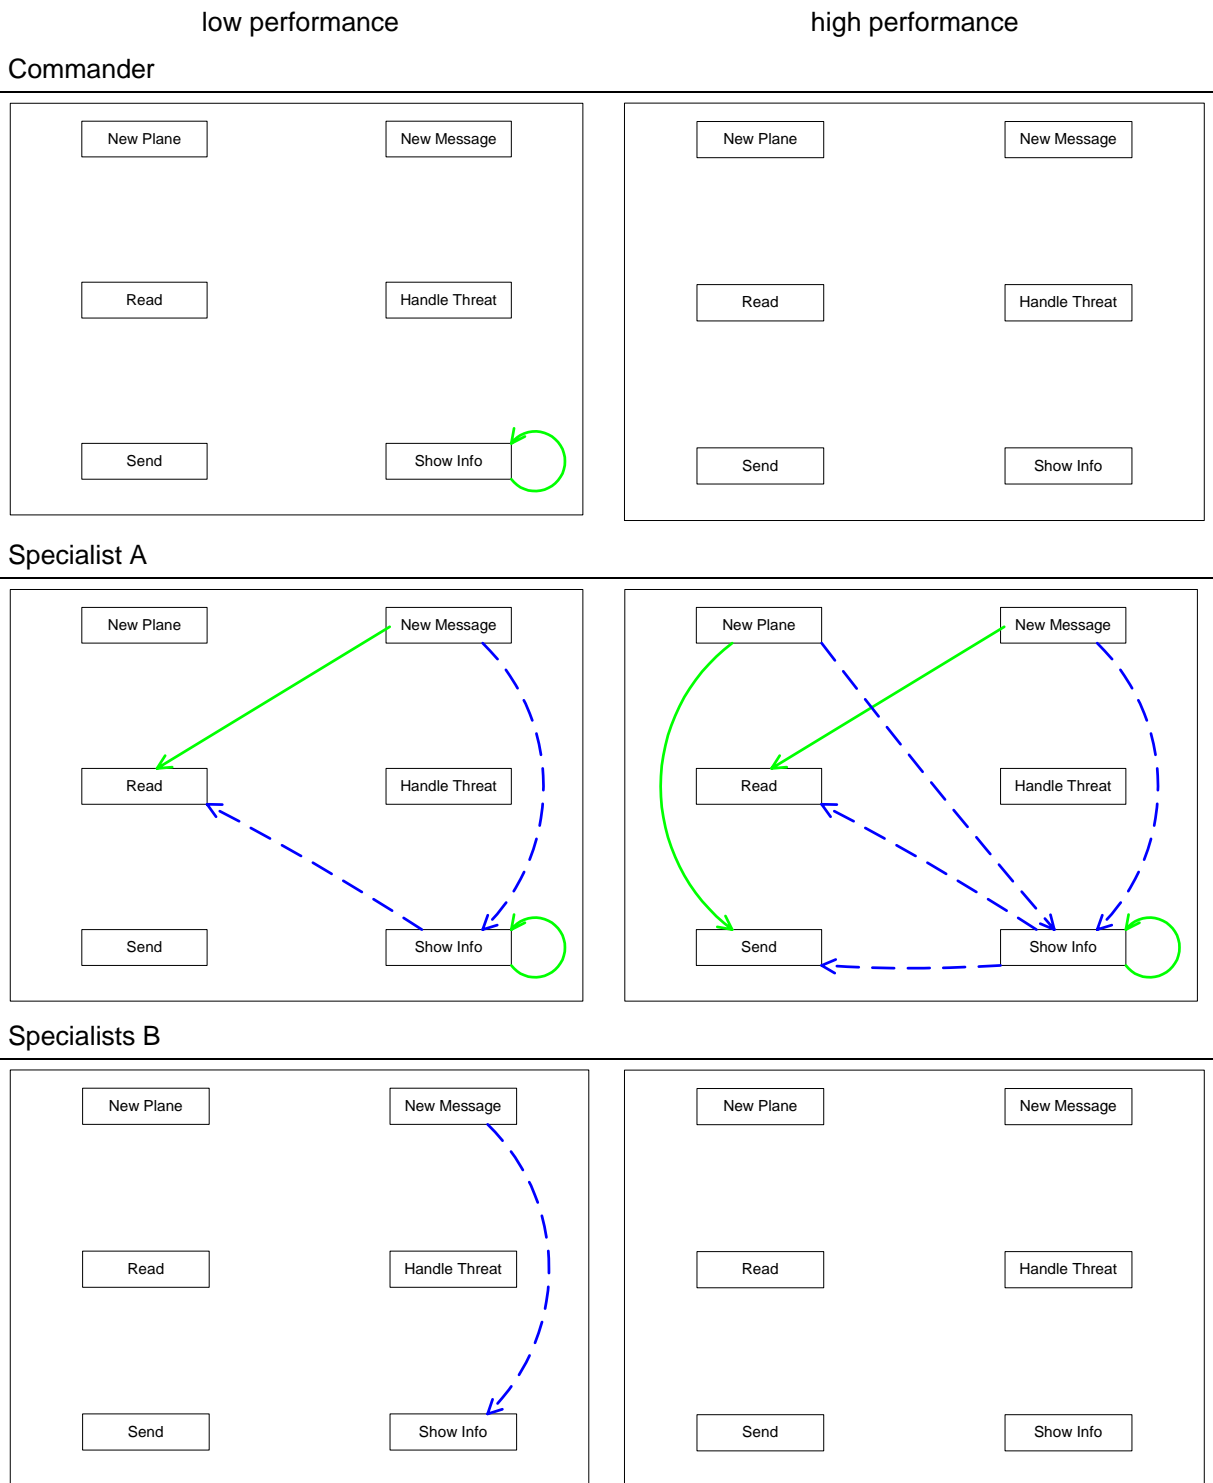 low performance high performance
Commander
New Plane New Message New Plane New Message
Read Handle Threat Read Handle Threat
Send Show Info Send Show Info
Specialist A
New Plane New Message New Plane New Message
Read Handle Threat Read Handle Threat
Send Show Info Send Show Info
Specialists B
New Plane New Message New Plane New Message
Read Handle Threat Read Handle Threat
Send Show Info Send Show Info